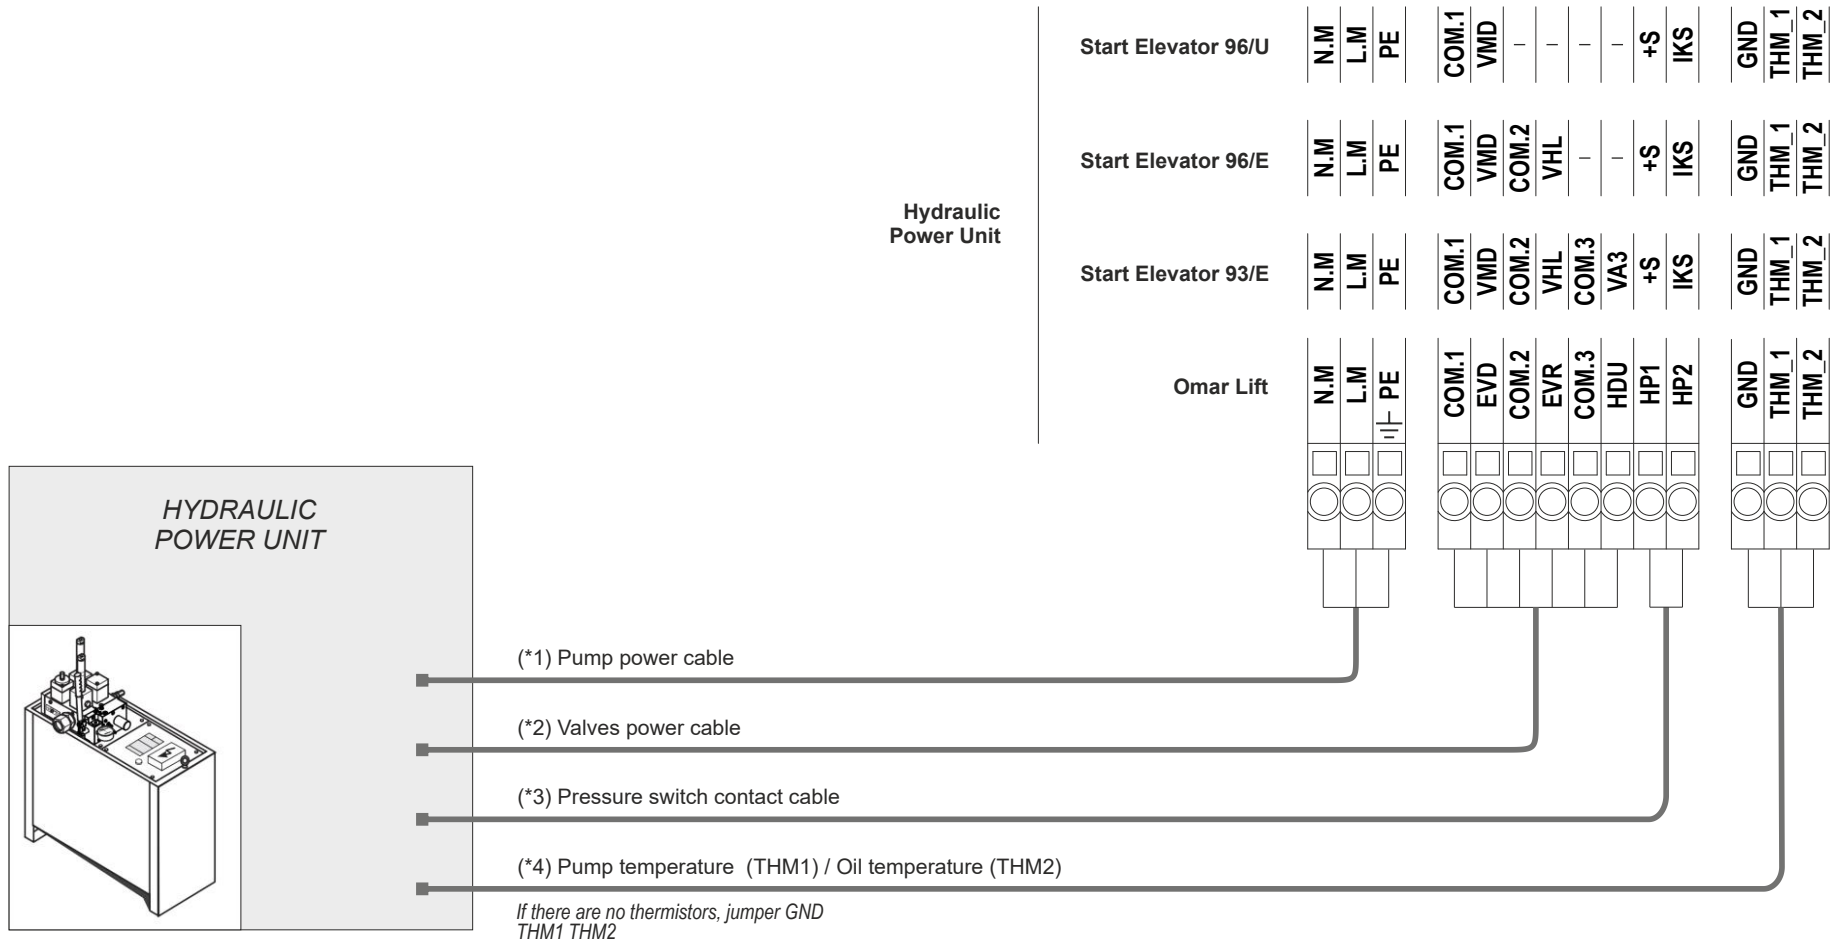 Start Elevator 96/U
N.M L.M PE COM.1 VMD – – – – +S IKS GND THM_1 THM_2
Start Elevator 96/E
N.M L.M PE COM.1 VMD COM.2 VHL – – +S IKS GND THM_1 THM_2
Hydraulic
Power Unit
Start Elevator 93/E
N.M L.M PE COM.1 VMD COM.2 VHL COM.3 VA3 +S IKS GND THM_1 THM_2
Omar Lift
N.M L.M PE COM.1 EVD COM.2 EVR COM.3 HDU HP1 HP2 GND THM_1 THM_2
HYDRAULIC
POWER UNIT
(*1) Pump power cable
(*2) Valves power cable
(*3) Pressure switch contact cable
(*4) Pump temperature (THM1) / Oil temperature (THM2)
If there are no thermistors, jumper GND
THM1 THM2